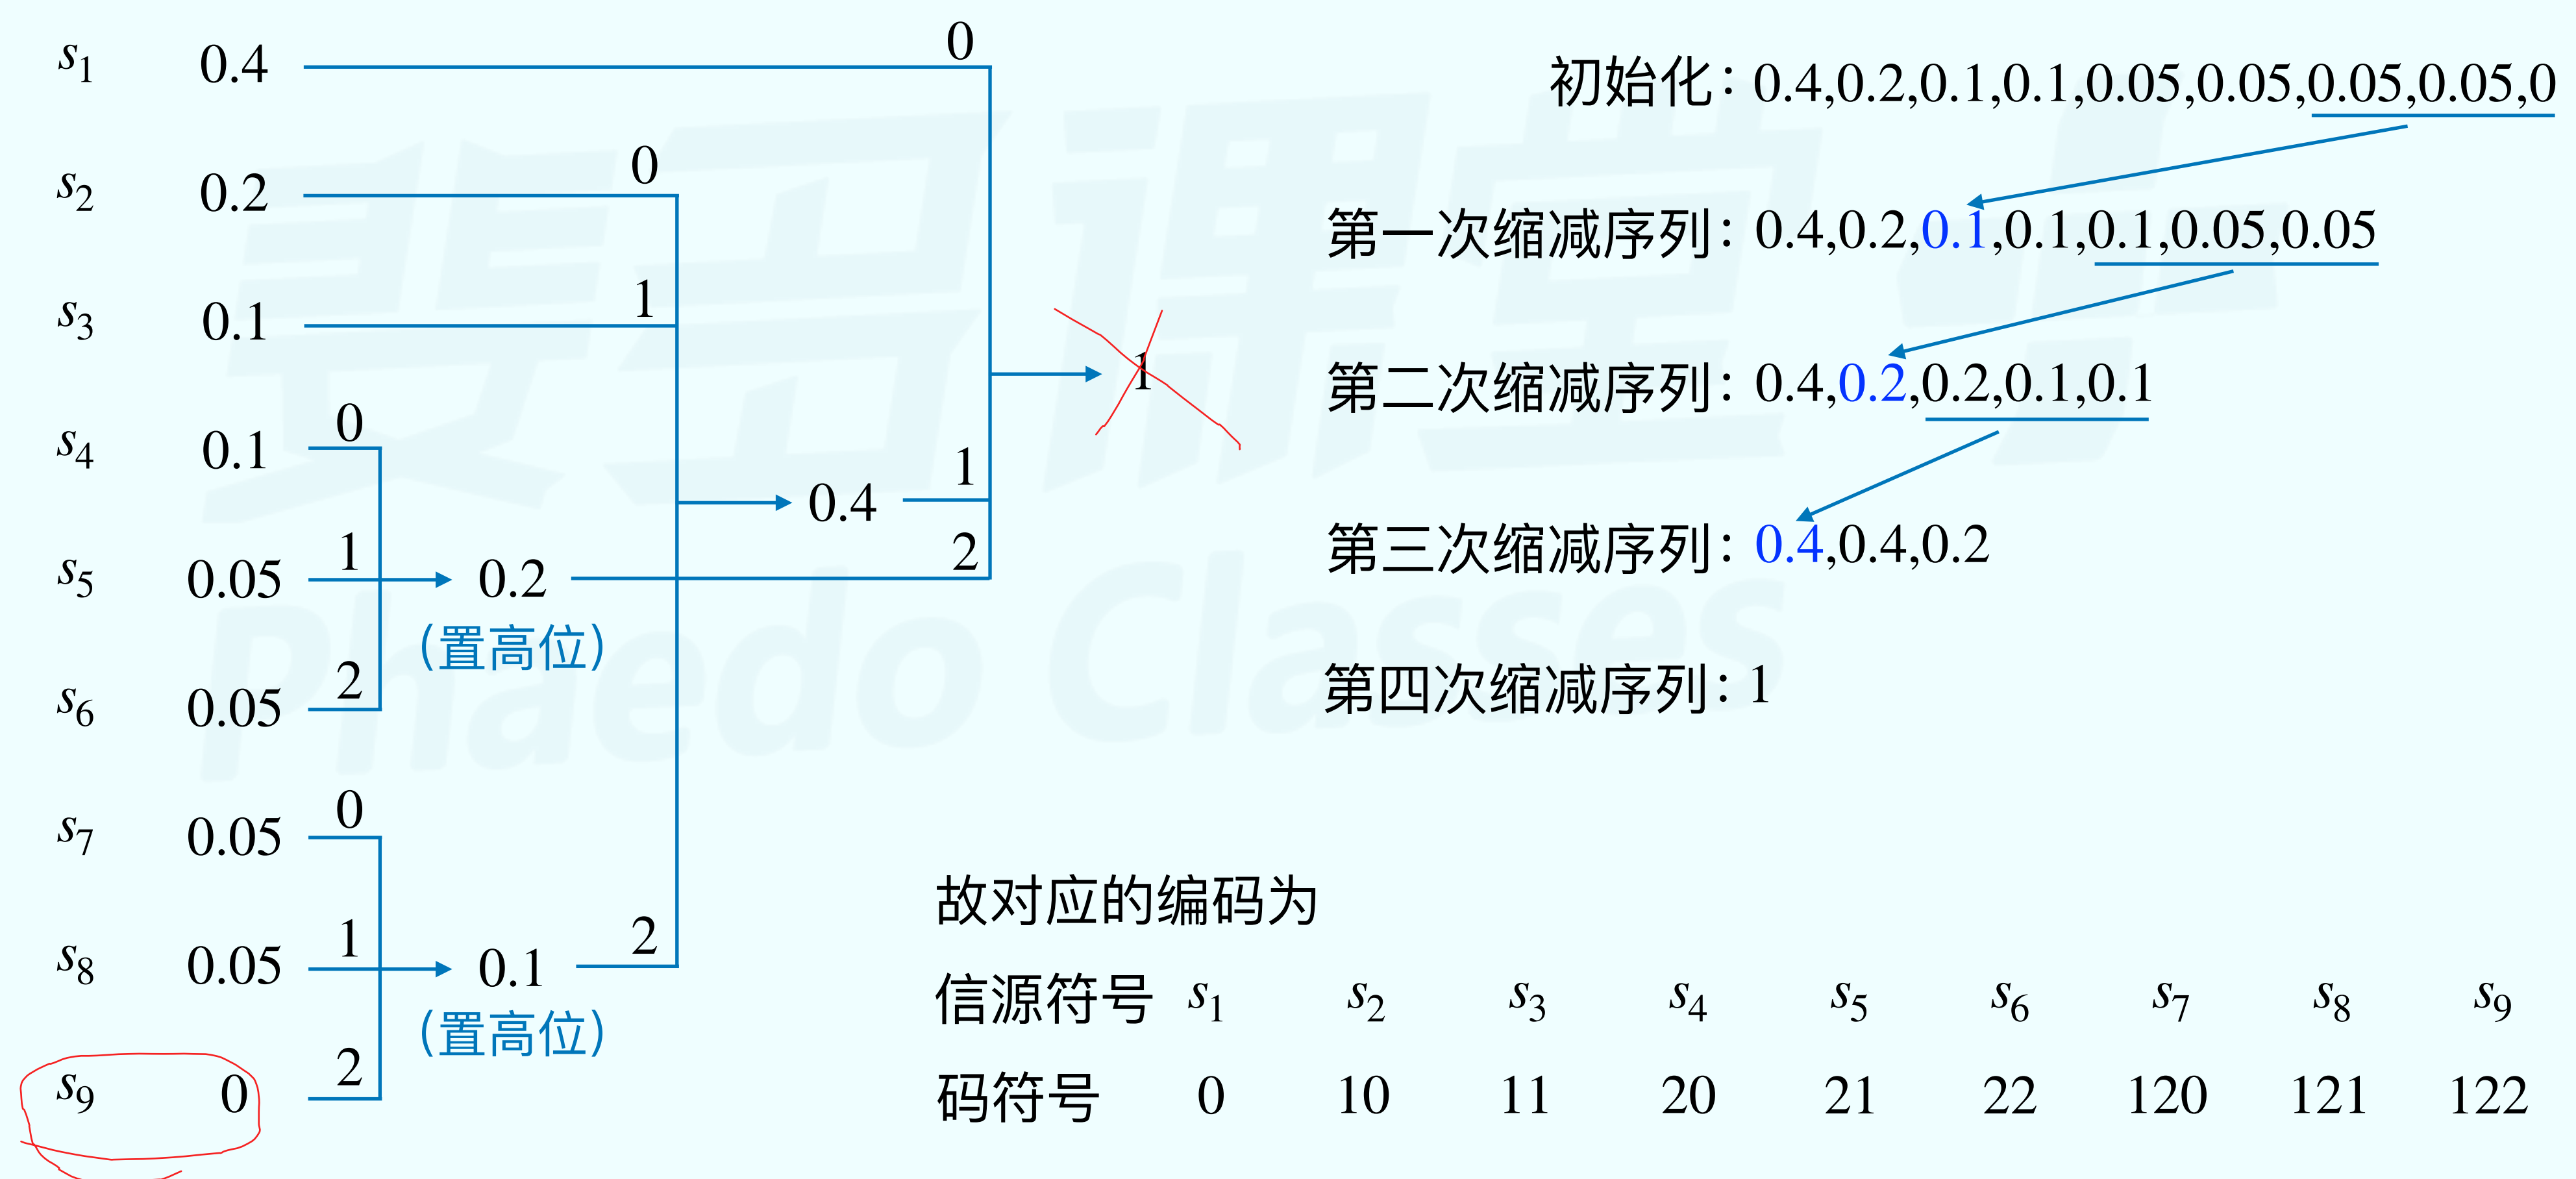 s1 0.4 0
s2 0.2 0
s3 0.1 1
s4 0.1 0
s5 0.05 1 0.2 2
(置高位)
s6 0.05 2
s7 0.05 0
s8 0.05 1 0.1 2
(置高位)
s9 0 2
0.4 1
1
初始化：0.4,0.2,0.1,0.1,0.05,0.05,0.05,0.05,0
第一次缩减序列：0.4,0.2,0.1,0.1,0.1,0.05,0.05
第二次缩减序列：0.4,0.2,0.2,0.1,0.1
第三次缩减序列：0.4,0.4,0.2
第四次缩减序列：1
故对应的编码为
信源符号 s1 s2 s3 s4 s5 s6 s7 s8 s9
码符号 0 10 11 20 21 22 120 121 122
斐多课堂
Phaedo Classes